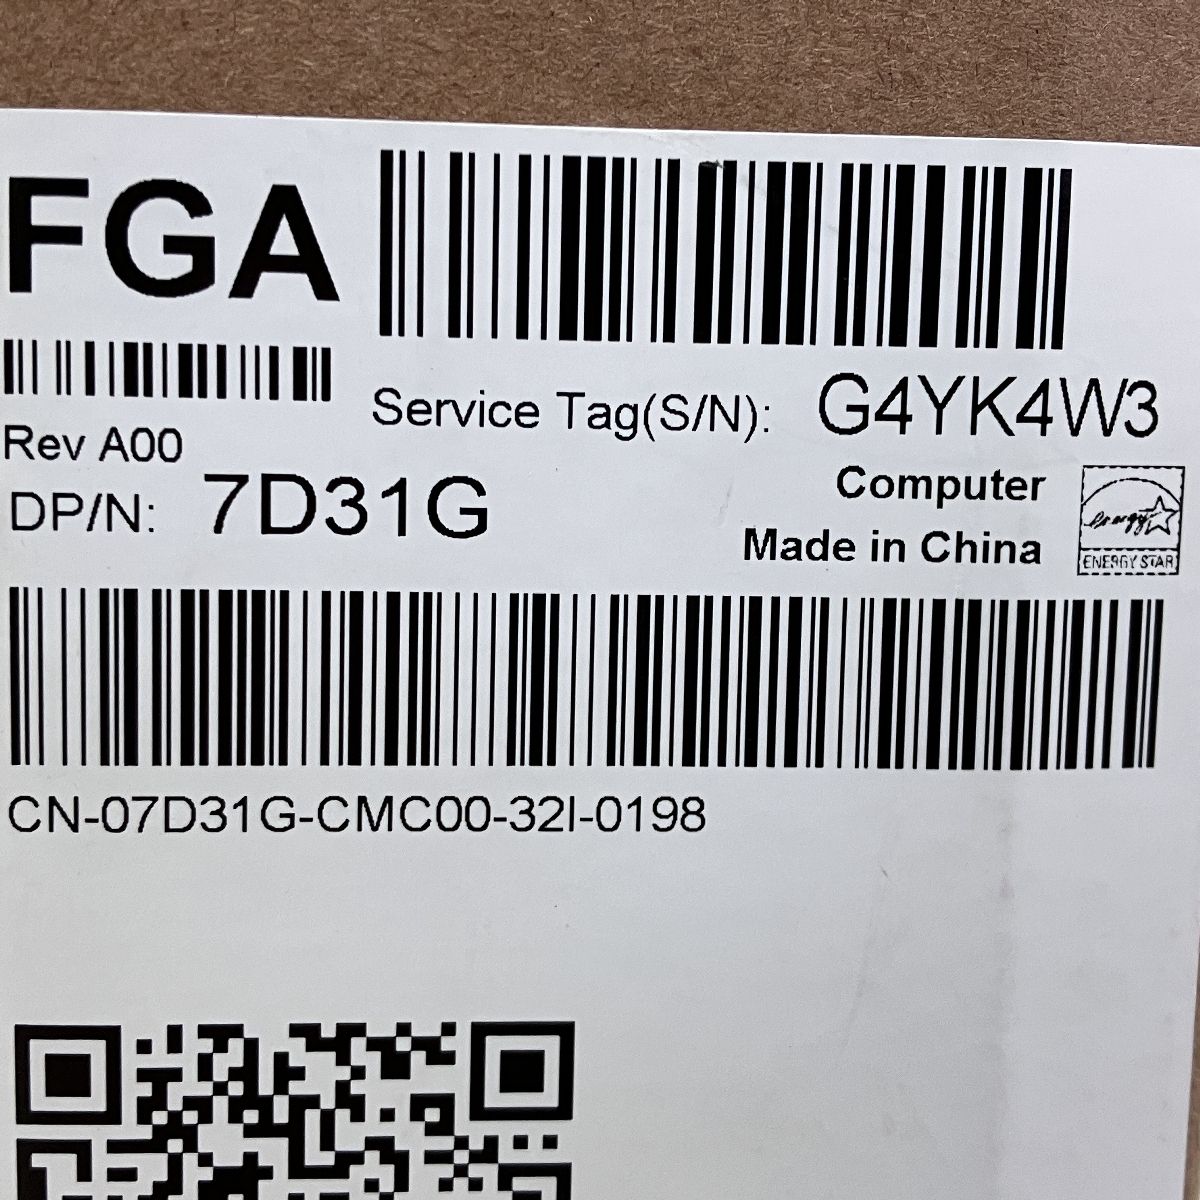 FGA
Service Tag(S/N): G4YK4W3
Rev A00
DP/N: 7D31G
Computer
Made in China
energy
ENERGY STAR
CN-07D31G-CMC00-32I-0198